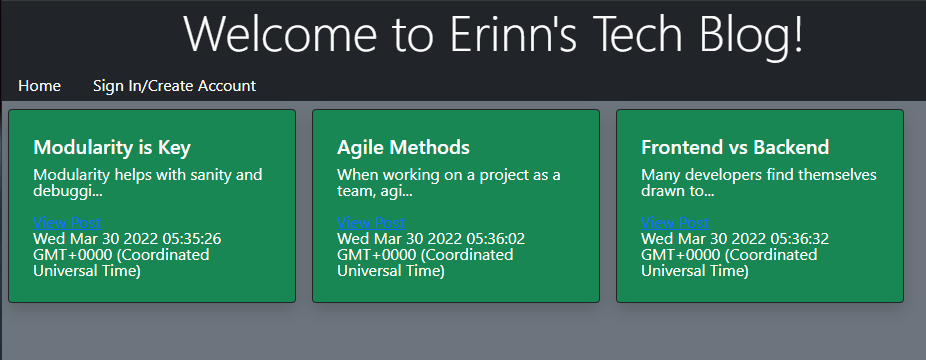 Welcome to Erinn's Tech Blog!
Home
Sign In/Create Account
Modularity is Key
Modularity helps with sanity and
debuggi...
View Post
Wed Mar 30 2022 05:35:26
GMT+0000 (Coordinated
Universal Time)
Agile Methods
When working on a project as a
team, agi...
View Post
Wed Mar 30 2022 05:36:02
GMT+0000 (Coordinated
Universal Time)
Frontend vs Backend
Many developers find themselves
drawn to...
View Post
Wed Mar 30 2022 05:36:32
GMT+0000 (Coordinated
Universal Time)